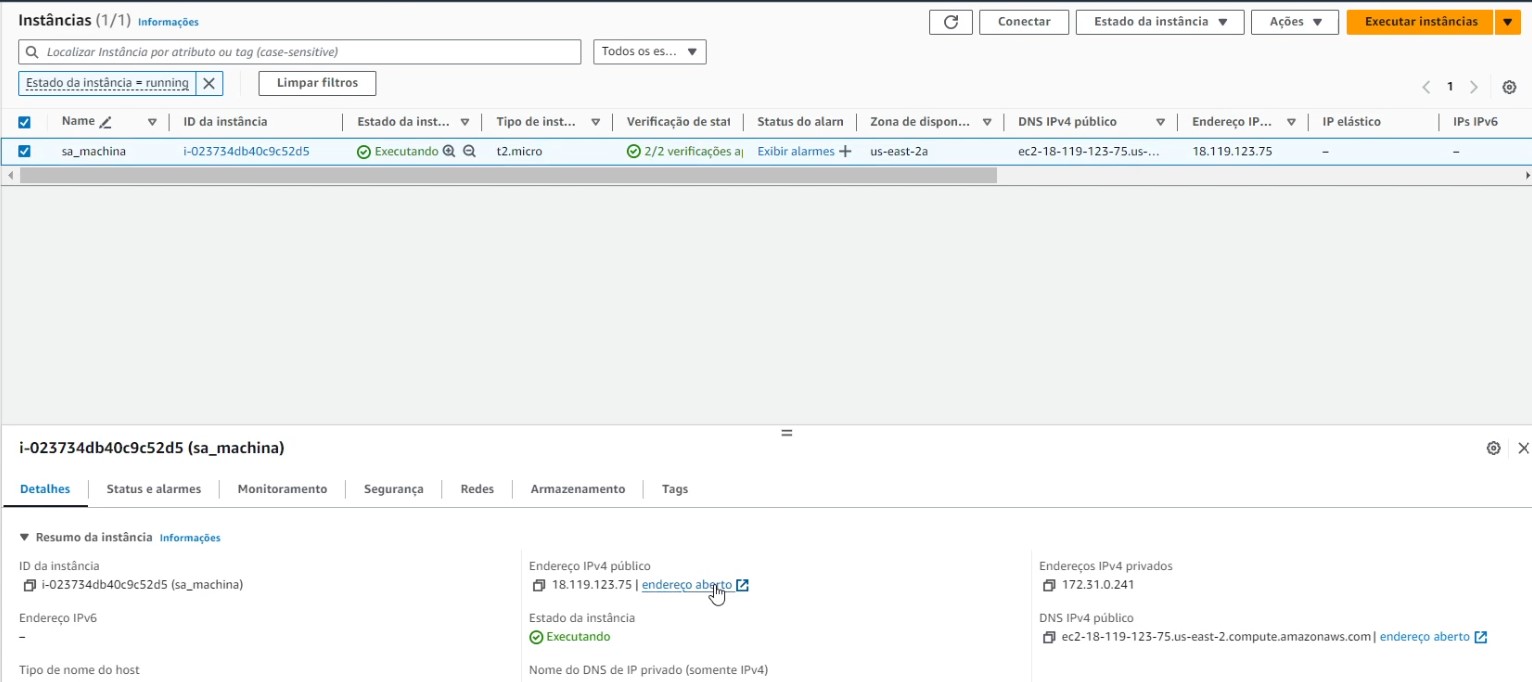 Instâncias (1/1) Informações
Conectar Estado da instância Ações Executar instâncias
Localizar Instância por atributo ou tag (case-sensitive) Todos os es...
Estado da instância = running Limpar filtros
1
Name ID da instância Estado da inst... Tipo de inst... Verificação de stat Status do alarn Zona de dispon... DNS IPv4 público Endereço IP... IP elástico IPs IPv6
sa_machina i-023734db40c9c52d5 Executando t2.micro 2/2 verificações a Exibir alarmes + us-east-2a ec2-18-119-123-75.us-... 18.119.123.75 – –
i-023734db40c9c52d5 (sa_machina)
Detalhes Status e alarmes Monitoramento Segurança Redes Armazenamento Tags
Resumo da instância Informações
ID da instância Endereço IPv4 público Endereços IPv4 privados
i-023734db40c9c52d5 (sa_machina) 18.119.123.75 | endereço aberto 172.31.0.241
Endereço IPv6 Estado da instância DNS IPv4 público
– Executando ec2-18-119-123-75.us-east-2.compute.amazonaws.com | endereço aberto
Tipo de nome do host Nome do DNS de IP privado (somente IPv4)